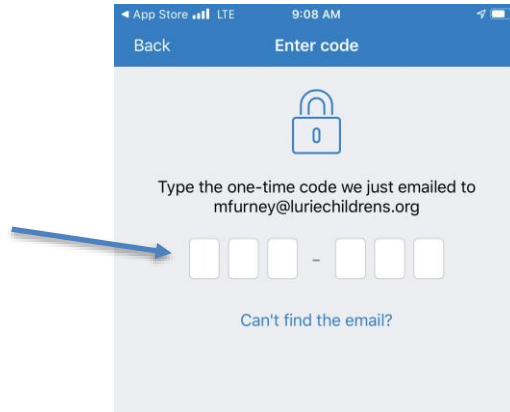 ◀ App Store LTE 9:08 AM
Back Enter code
Type the one-time code we just emailed to
mfurney@luriechildrens.org
-
Can't find the email?